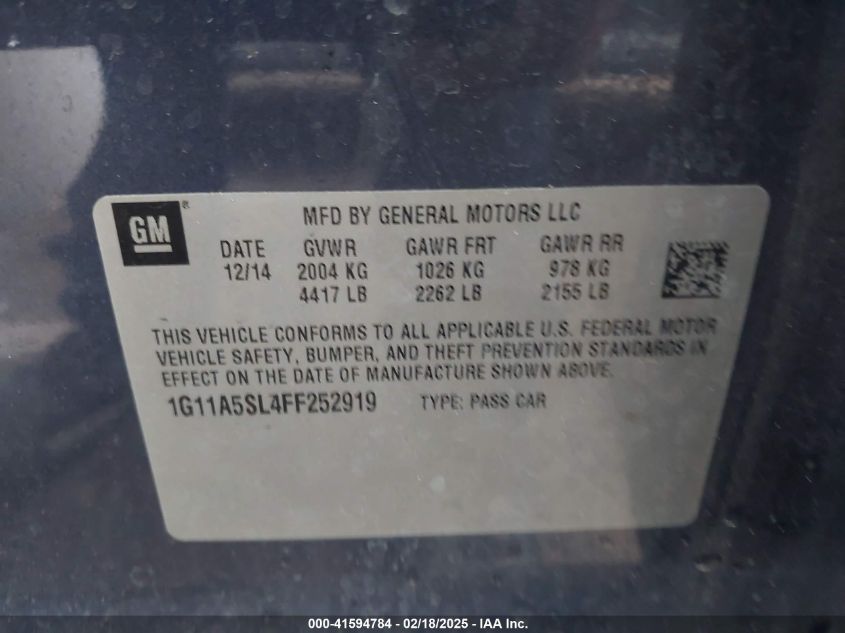 GM ®
MFD BY GENERAL MOTORS LLC
DATE GVWR GAWR FRT GAWR RR
12/14 2004 KG 1026 KG 978 KG
4417 LB 2262 LB 2155 LB
THIS VEHICLE CONFORMS TO ALL APPLICABLE U.S. FEDERAL MOTOR
VEHICLE SAFETY, BUMPER, AND THEFT PREVENTION STANDARDS IN
EFFECT ON THE DATE OF MANUFACTURE SHOWN ABOVE.
1G11A5SL4FF252919 TYPE: PASS CAR
000-41594784 - 02/18/2025 - IAA Inc.